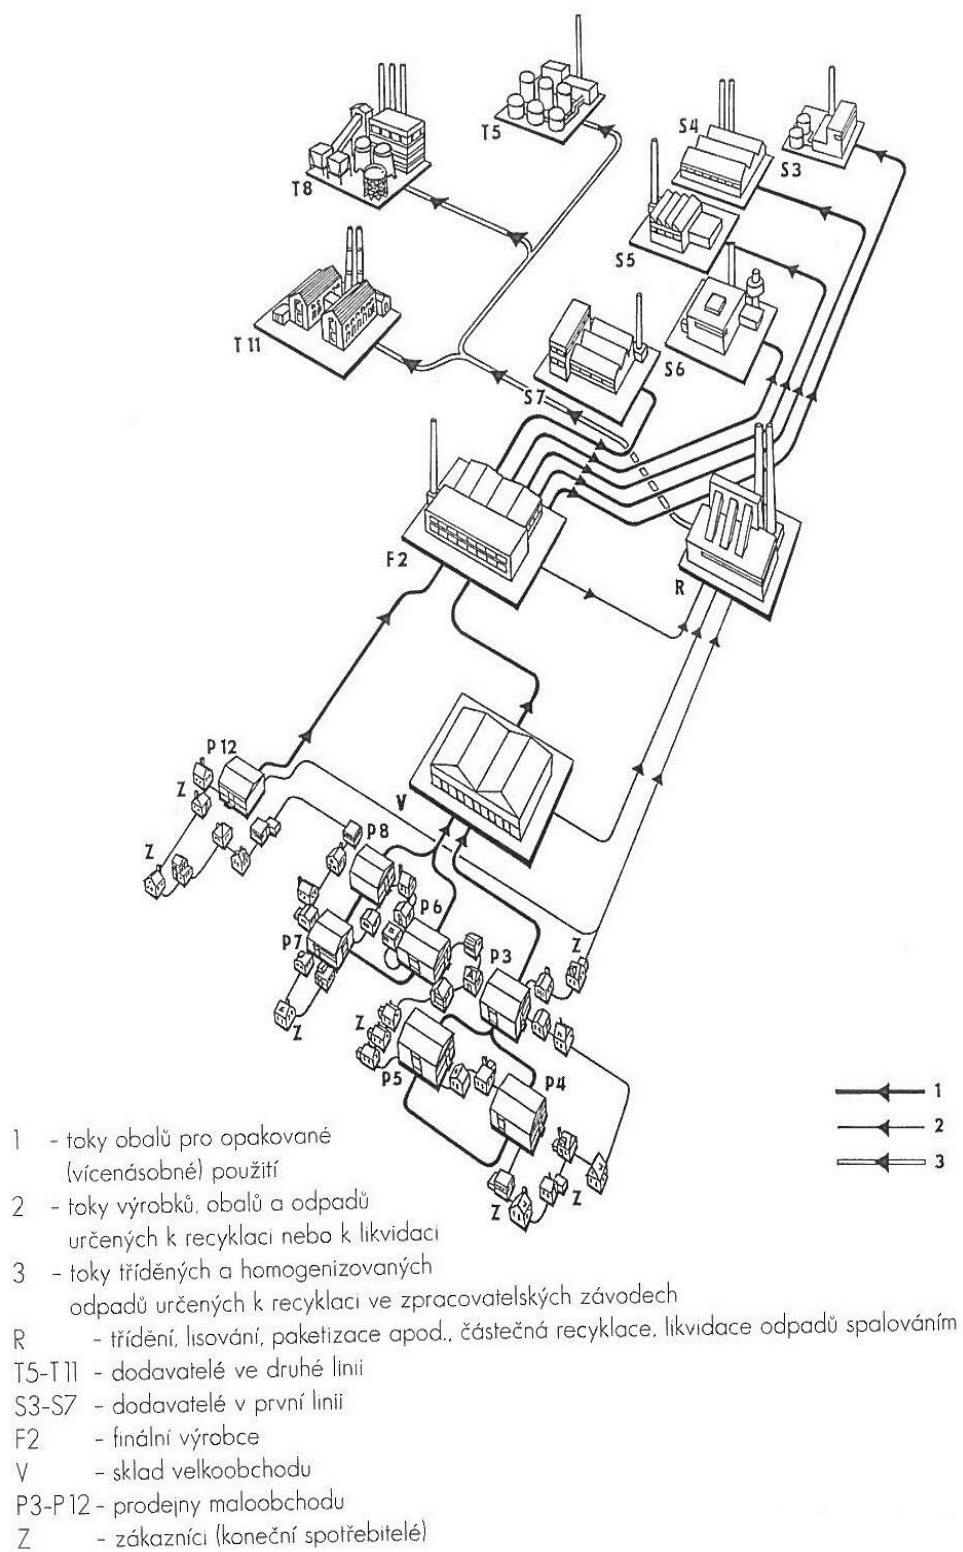 T5
S4
S3
T8
S5
T11
S6
S7
F2
R
P12
Z
V
Z
P8
P6
P7
P3
Z
Z
Z
P5
P4
Z
Z
1
2
3
1 - toky obalů pro opakované
(vícenásobné) použití
2 - toky výrobků, obalů a odpadů
určených k recyklaci nebo k likvidaci
3 - toky tříděných a homogenizovaných
odpadů určených k recyklaci ve zpracovatelských závodech
R - třídění, lisování, paketizace apod., částečná recyklace, likvidace odpadů spalováním
T5-T11 - dodavatelé ve druhé linii
S3-S7 - dodavatelé v první linii
F2 - finální výrobce
V - sklad velkoobchodu
P3-P12 - prodejny maloobchodu
Z - zákazníci (koneční spotřebitelé)